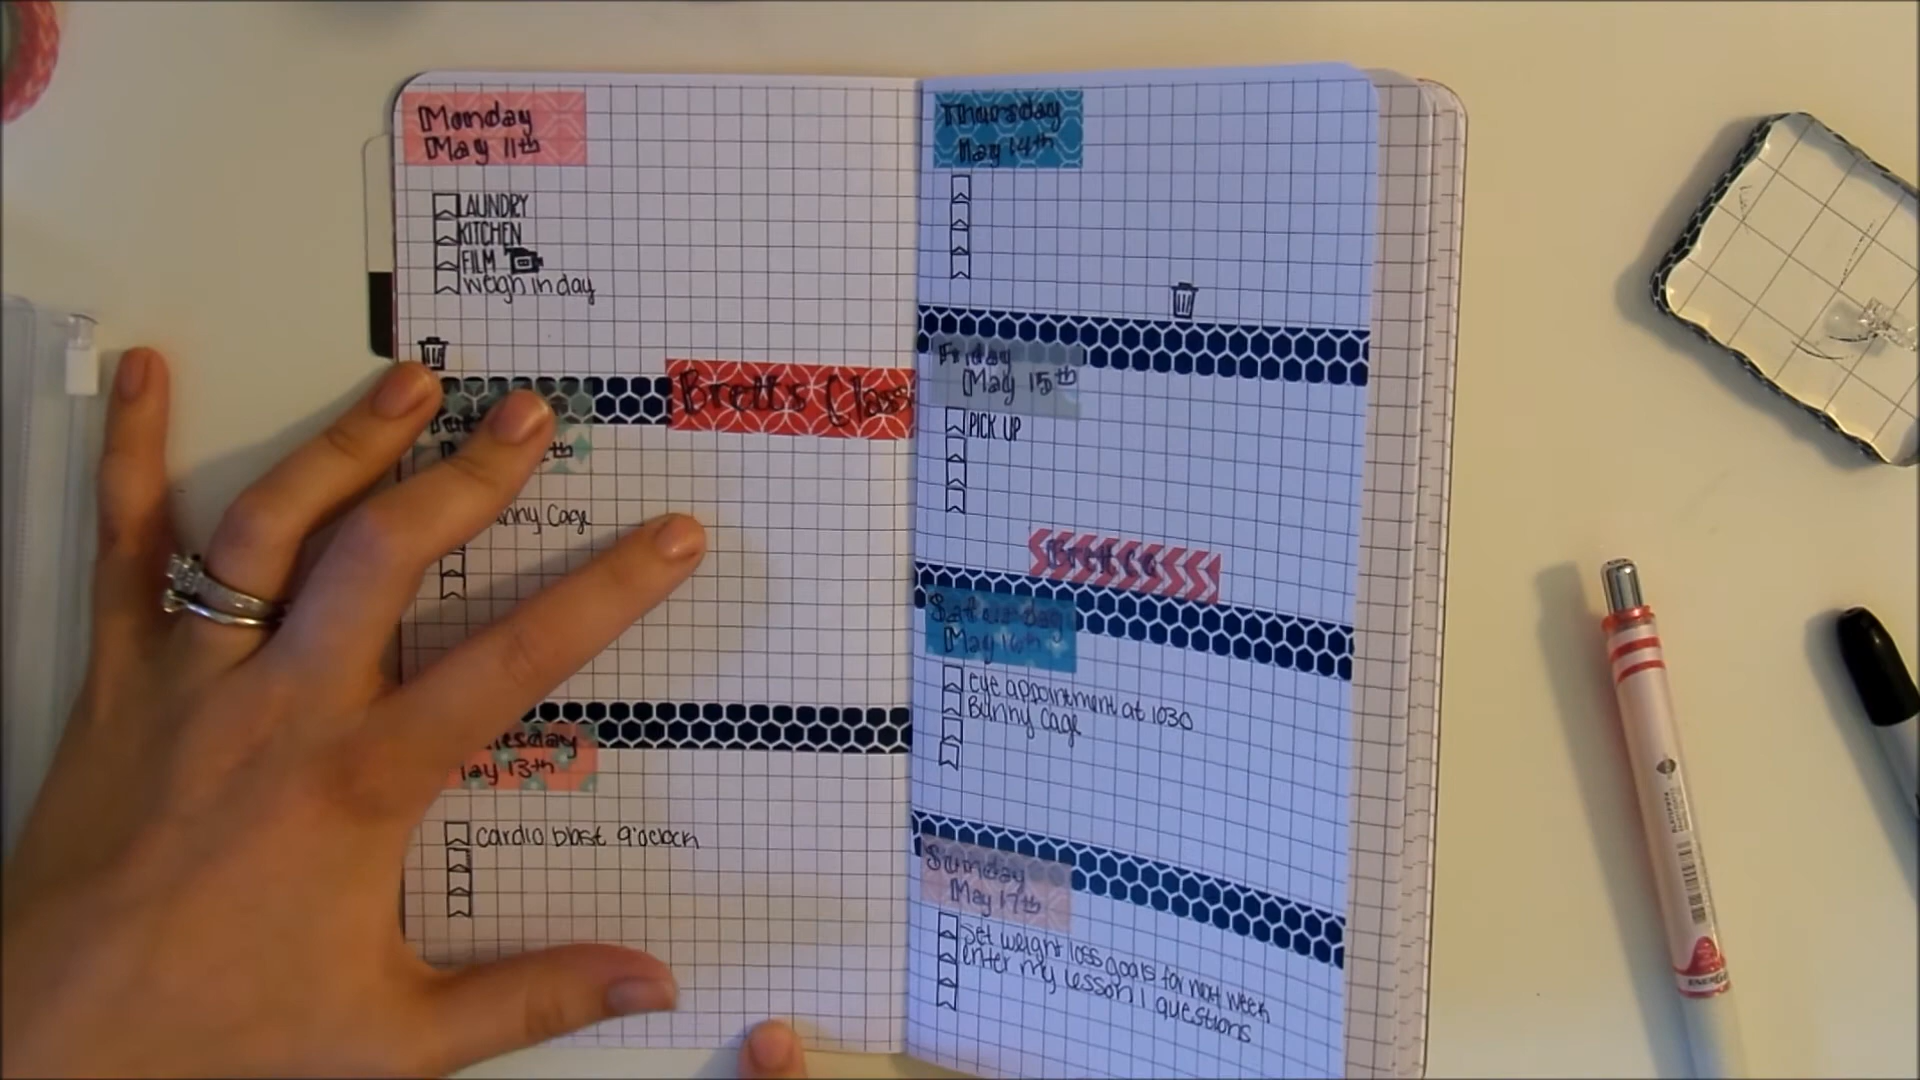 Monday
May 11th
LAUNDRY
KITCHEN
FILM
weigh in day
Bretts Class
Bunny Cage
May 13th
cardio blast 9 o'clock
Thursday
May 14th
Friday
May 15th
PICK UP
Saturday
May 16th
eye appointment at 1030
Bunny Cage
Sunday
May 17th
Set weight loss goals for next week
enter my lesson 1 questions